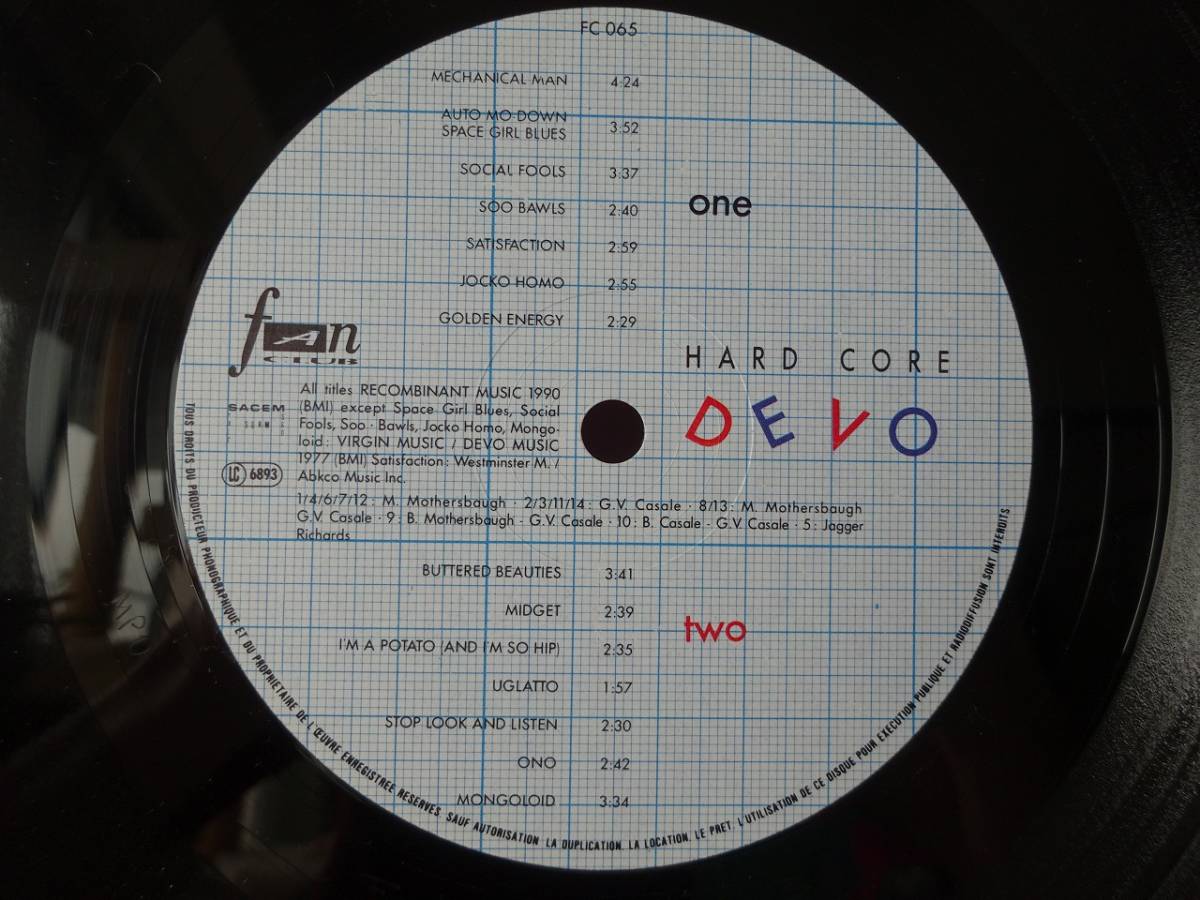 FC 065
MECHANICAL MAN 4:24
AUTO MO-DOWN
SPACE GIRL BLUES 3:52
SOCIAL FOOLS 3:37
SOO BAWLS 2:40
SATISFACTION 2:59
JOCKO HOMO 2:55
GOLDEN ENERGY 2:29
one
fAn
CLUB
HARD CORE
DEVO
All titles RECOMBINANT MUSIC 1990
(BMI) except Space Girl Blues, Social
Fools, Soo · Bawls, Jocko Homo, Mongo-
loid : VIRGIN MUSIC / DEVO MUSIC
1977 (BMI) Satisfaction : Westminster M. /
Abkco Music Inc.
SACEM
LC 6893
1/4/6/7/12 : M. Mothersbaugh · 2/3/11/14 : G.V. Casale · 8/13 : M. Mothersbaugh
G.V. Casale · 9 : B. Mothersbaugh - G.V. Casale · 10 : B. Casale - G.V. Casale · 5 : Jagger
Richards
BUTTERED BEAUTIES 3:41
MIDGET 2:39
I'M A POTATO (AND I'M SO HIP) 2:35
UGLATTO 1:57
STOP LOOK AND LISTEN 2:30
ONO 2:42
MONGOLOID 3:34
two
TOUS DROITS DU PRODUCTEUR PHONOGRAPHIQUE ET DU PROPRIETAIRE DE L'ŒUVRE ENREGISTREE RESERVES. SAUF AUTORISATION. LA DUPLICATION. LA LOCATION. LE PRET. L'UTILISATION DE CE DISQUE POUR EXECUTION PUBLIQUE ET RADIODIFFUSION SONT INTERDITS